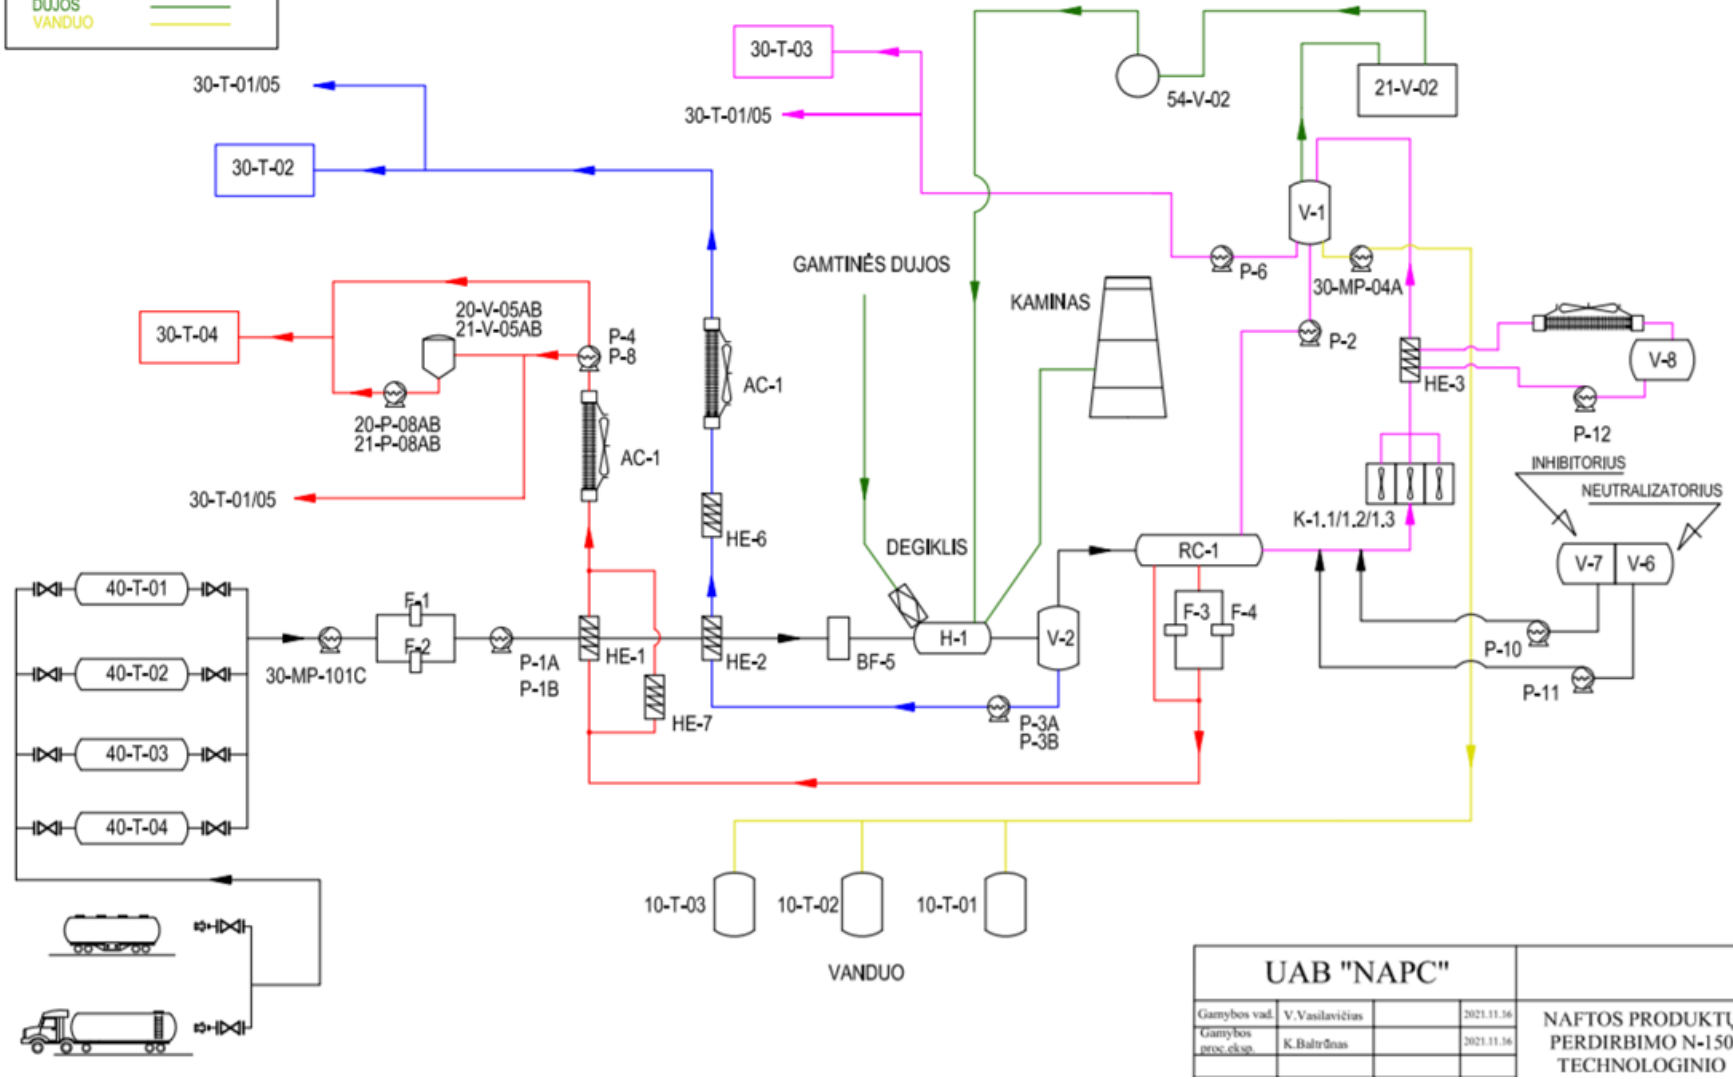 DUJOS
VANDUO
30-T-03
30-T-01/05
30-T-01/05
54-V-02
21-V-02
30-T-02
V-1
GAMTINĖS DUJOS
P-6
30-MP-04A
KAMINAS
20-V-05AB
21-V-05AB
30-T-04
P-4
P-8
P-2
V-8
HE-3
AC-1
20-P-08AB
21-P-08AB
P-12
AC-1
INHIBITORIUS
NEUTRALIZATORIUS
30-T-01/05
K-1.1/1.2/1.3
HE-6
DEGIKLIS
RC-1
V-7
V-6
40-T-01
F-1
F-3
F-4
F-2
H-1
V-2
P-10
30-MP-101C
P-1A
P-1B
HE-1
HE-2
BF-5
40-T-02
P-11
HE-7
P-3A
P-3B
40-T-03
40-T-04
10-T-03
10-T-02
10-T-01
VANDUO
UAB "NAPC"
Gamybos vad.
V.Vasilavičius
2021.11.16
Gamybos
proc.eksp.
K.Baltrūnas
2021.11.16
NAFTOS PRODUKTŲ
PERDIRBIMO N-150
TECHNOLOGINIO